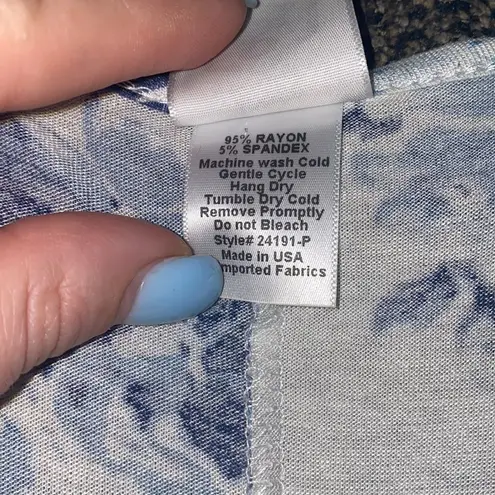 95% RAYON
5% SPANDEX
Machine wash Cold
Gentle Cycle
Hang Dry
Tumble Dry Cold
Remove Promptly
Do not Bleach
Style# 24191-P
Made in USA
mported Fabrics